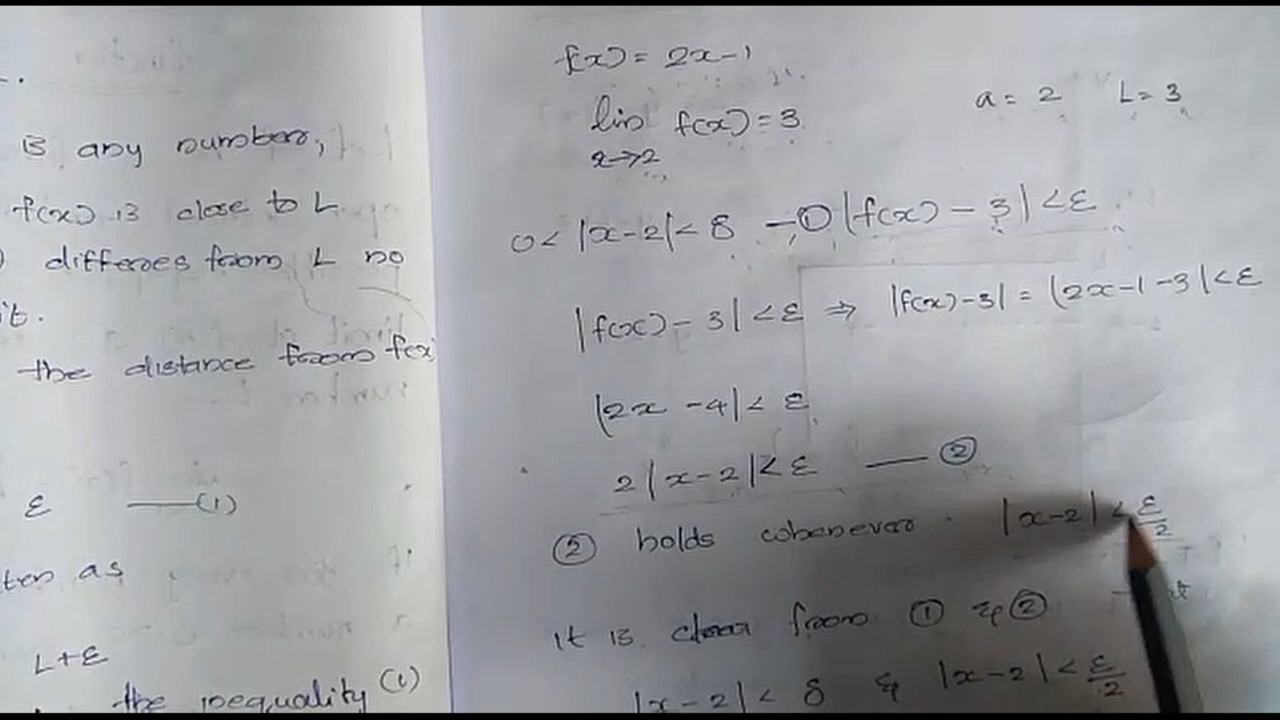 is any number,
f(x) is close to L
differes from L no
it.
the distance from f(x)
ε ——(1)
ten as
L+ε
the inequality (1)
f(x) = 2x-1
lim f(x) = 3
x→2
a = 2 L = 3
0 < |x-2| < δ —① |f(x) - 3| < ε
|f(x) - 3| < ε ⇒ |f(x)-3| = |2x-1-3| < ε
|2x -4| < ε
2|x-2| < ε —— ②
② holds whenever |x-2| < ε/2
It is clear from ① & ② that
|x-2| < δ & |x-2| < ε/2